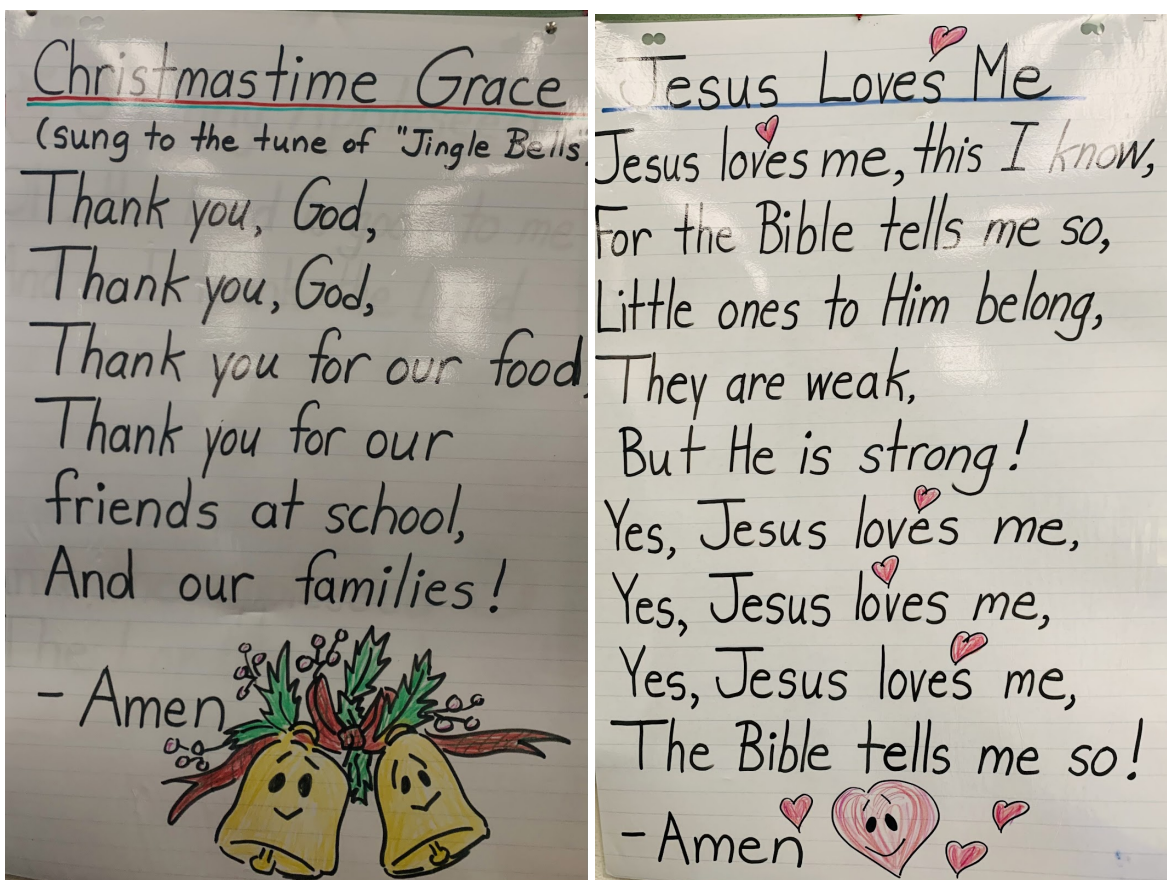 Christmastime Grace
(sung to the tune of "Jingle Bells"
Thank you, God,
Thank you, God,
Thank you for our food,
Thank you for our
friends at school,
And our families!
- Amen
Jesus Loves Me
Jesus loves me, this I know,
For the Bible tells me so,
Little ones to Him belong,
They are weak,
But He is strong!
Yes, Jesus loves me,
Yes, Jesus loves me,
Yes, Jesus loves me,
The Bible tells me so!
- Amen